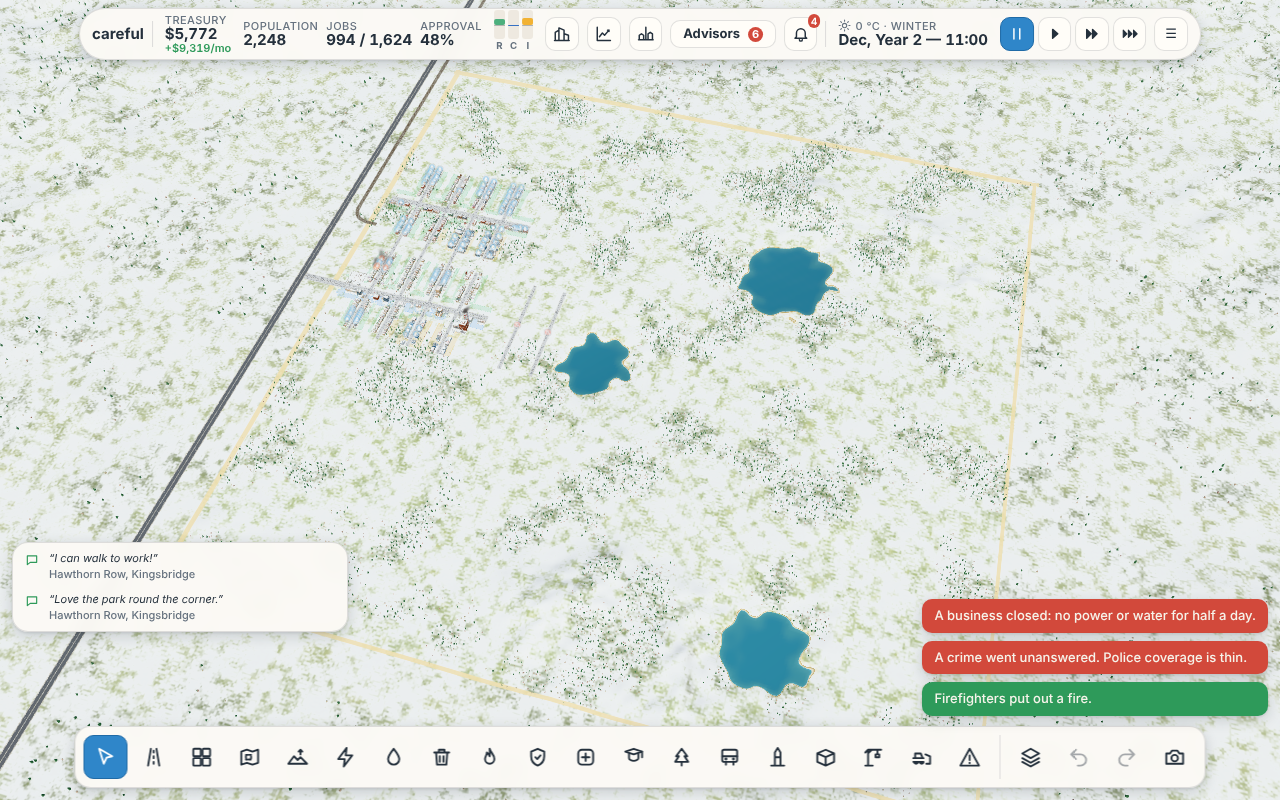 careful
TREASURY
$5,772
+$9,319/mo
POPULATION
2,248
JOBS
994 / 1,624
APPROVAL
48%
R C I
Advisors 6
4
0 °C · WINTER
Dec, Year 2 — 11:00
“I can walk to work!”
Hawthorn Row, Kingsbridge
“Love the park round the corner.”
Hawthorn Row, Kingsbridge
A business closed: no power or water for half a day.
A crime went unanswered. Police coverage is thin.
Firefighters put out a fire.